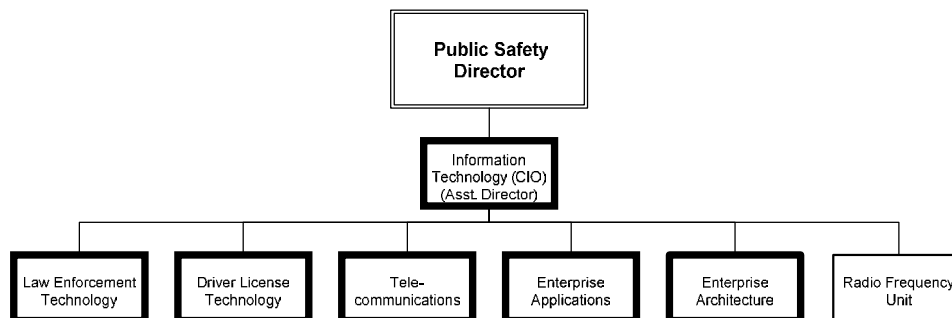 Public Safety
Director
Information
Technology (CIO)
(Asst. Director)
Law Enforcement
Technology
Driver License
Technology
Tele-
communications
Enterprise
Applications
Enterprise
Architecture
Radio Frequency
Unit